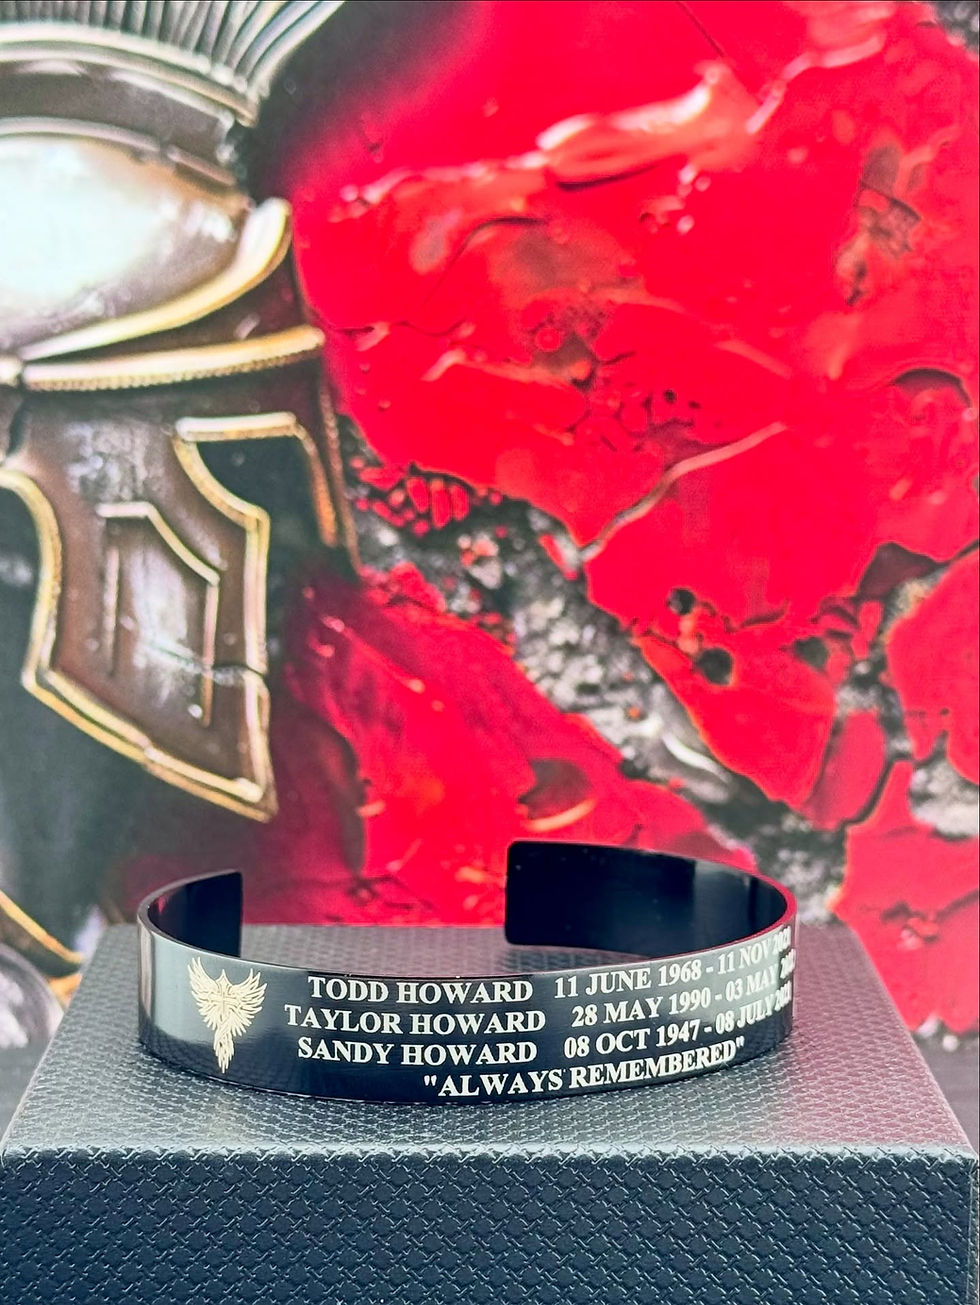 TODD HOWARD 11 JUNE 1968 - 11 NOV 2020
TAYLOR HOWARD 28 MAY 1990 - 03 MAY
SANDY HOWARD 08 OCT 1947 - 08 JULY
"ALWAYS REMEMBERED"